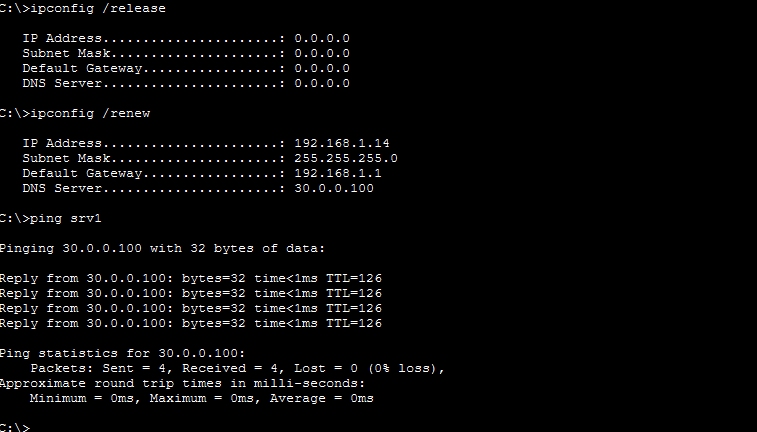 C:\>ipconfig /release
IP Address......................: 0.0.0.0
Subnet Mask.....................: 0.0.0.0
Default Gateway.................: 0.0.0.0
DNS Server......................: 0.0.0.0
C:\>ipconfig /renew
IP Address......................: 192.168.1.14
Subnet Mask.....................: 255.255.255.0
Default Gateway.................: 192.168.1.1
DNS Server......................: 30.0.0.100
C:\>ping srv1
Pinging 30.0.0.100 with 32 bytes of data:
Reply from 30.0.0.100: bytes=32 time<1ms TTL=126
Reply from 30.0.0.100: bytes=32 time<1ms TTL=126
Reply from 30.0.0.100: bytes=32 time<1ms TTL=126
Reply from 30.0.0.100: bytes=32 time<1ms TTL=126
Ping statistics for 30.0.0.100:
Packets: Sent = 4, Received = 4, Lost = 0 (0% loss),
Approximate round trip times in milli-seconds:
Minimum = 0ms, Maximum = 0ms, Average = 0ms
C:\>